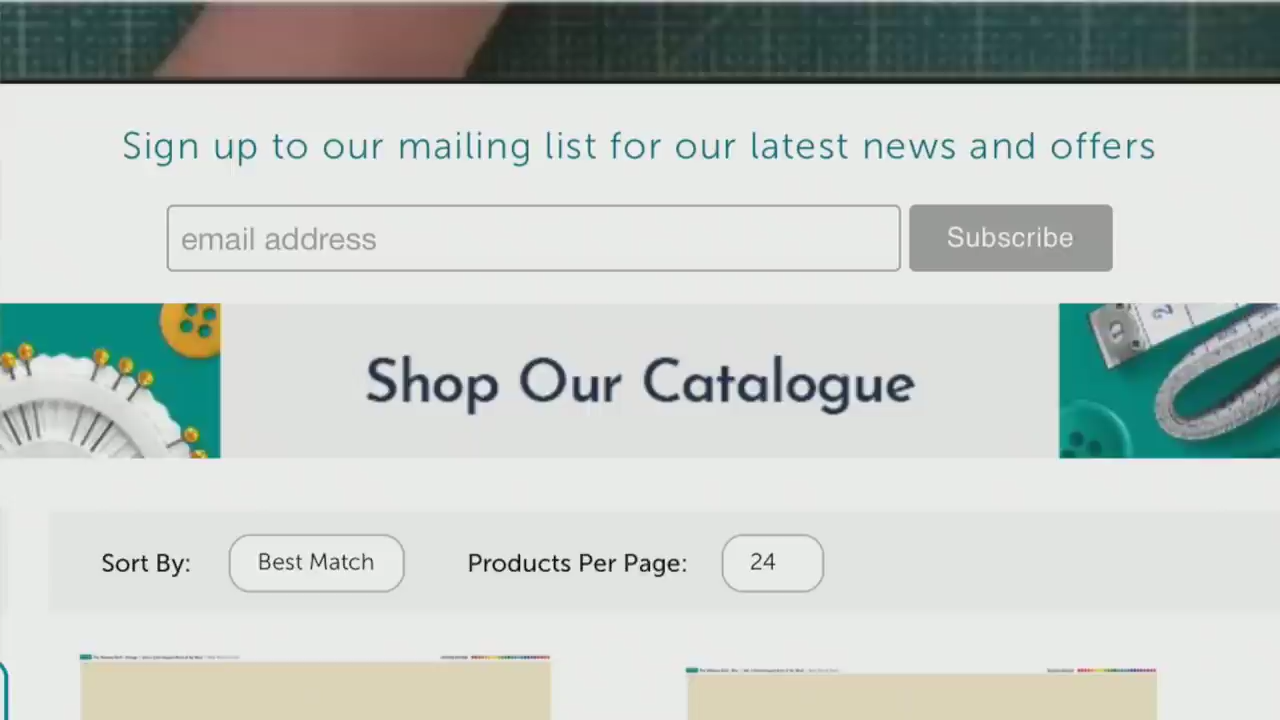 Sign up to our mailing list for our latest news and offers
email address
Subscribe
Shop Our Catalogue
Sort By:
Best Match
Products Per Page:
24